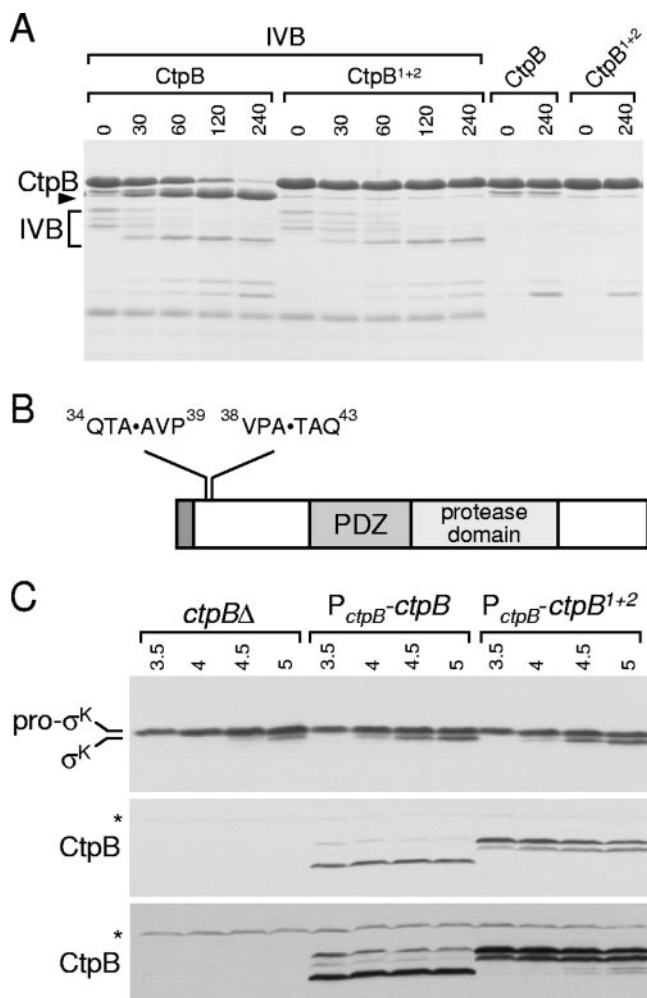 A
IVB
CtpB CtpB¹⁺² CtpB CtpB¹⁺²
0 30 60 120 240 0 30 60 120 240 0 240 0 240
CtpB
IVB
B
³⁴QTA•AVP³⁹ ³⁸VPA•TAQ⁴³
PDZ protease domain
C
ctpBΔ P_ctpB-ctpB P_ctpB-ctpB¹⁺²
3.5 4 4.5 5 3.5 4 4.5 5 3.5 4 4.5 5
pro-σᴷ
σᴷ
*
CtpB
*
CtpB